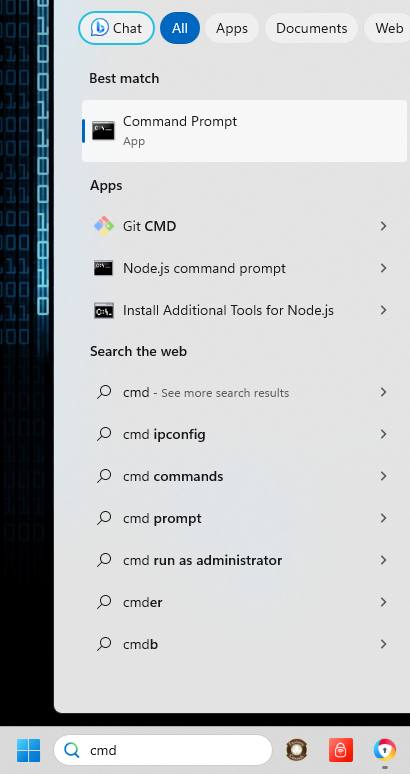 Chat
All
Apps
Documents
Web
Best match
Command Prompt
App
Apps
Git CMD
Node.js command prompt
Install Additional Tools for Node.js
Search the web
cmd - See more search results
cmd ipconfig
cmd commands
cmd prompt
cmd run as administrator
cmder
cmdb
cmd